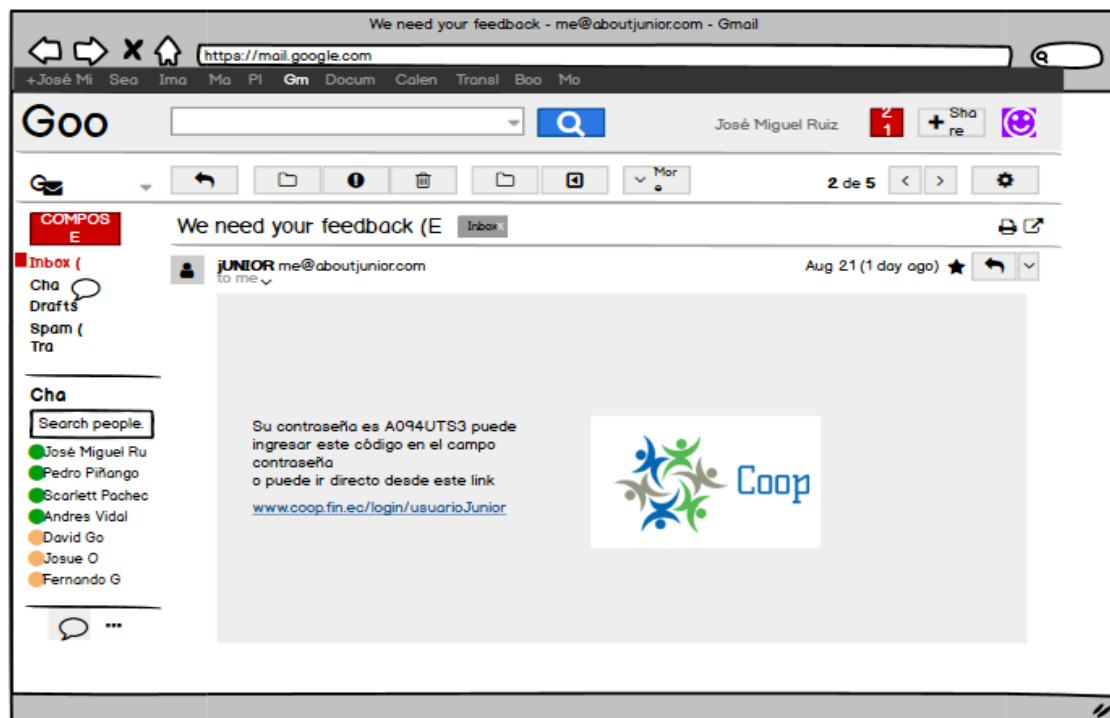 We need your feedback - me@aboutjunior.com - Gmail
https://mail.google.com
+José Mi Sea Ima Ma Pl Gm Docum Calen Transl Boo Mo
Goo
José Miguel Ruiz
2
1
+ Sha
re
Mor
e
2 de 5
COMPOS
E
We need your feedback (E
Inbox x
Inbox (
Cha
Drafts
Spam (
Tra
jUNIOR me@aboutjunior.com
to me
Aug 21 (1 day ago)
Su contraseña es A094UTS3 puede
ingresar este código en el campo
contraseña
o puede ir directo desde este link
www.coop.fin.ec/login/usuarioJunior
Coop
Cha
Search people.
José Miguel Ru
Pedro Piñango
Scarlett Pachec
Andres Vidal
David Go
Josue O
Fernando G